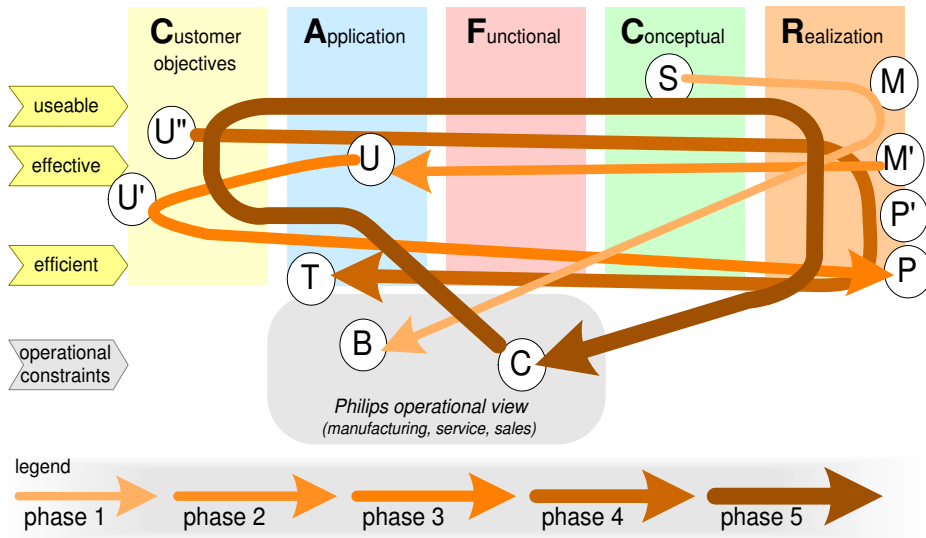 Customer objectives
Application
Functional
Conceptual
Realization
useable
S
M
U"
effective
U
M'
U'
P'
efficient
T
P
operational constraints
B
C
Philips operational view
(manufacturing, service, sales)
legend
phase 1
phase 2
phase 3
phase 4
phase 5